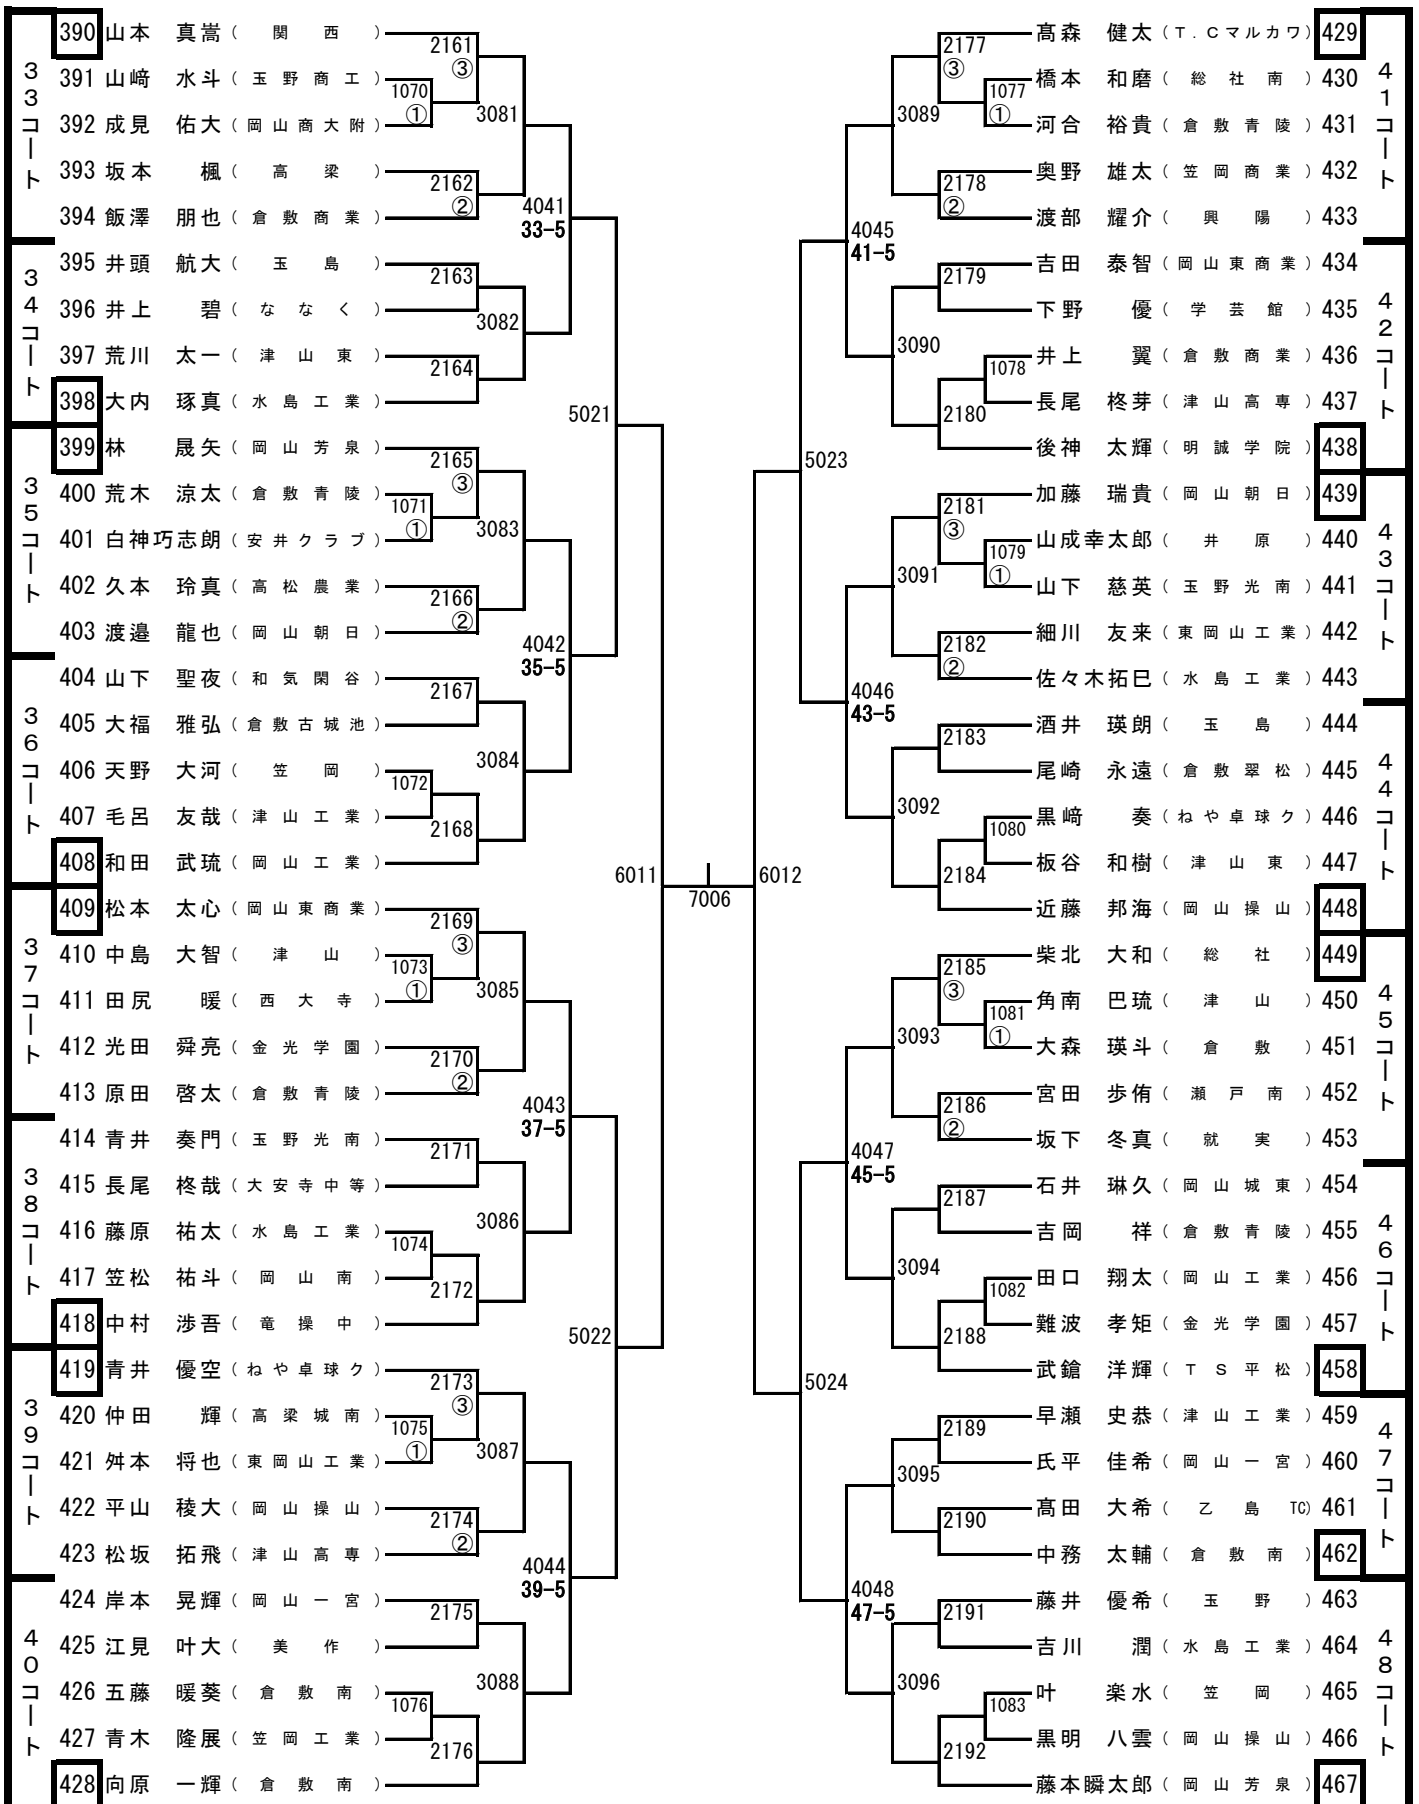 33コート
390 山本 真嵩 （ 関 西 ）
391 山﨑 水斗 （ 玉 野 商 工 ）
392 成見 佑大 （ 岡 山 商 大 附 ）
393 坂本 楓 （ 高 梁 ）
394 飯澤 朋也 （ 倉 敷 商 業 ）
34コート
395 井頭 航大 （ 玉 島 ）
396 井上 碧 （ な な く ）
397 荒川 太一 （ 津 山 東 ）
398 大内 琢真 （ 水 島 工 業 ）
35コート
399 林 晟矢 （ 岡 山 芳 泉 ）
400 荒木 涼太 （ 倉 敷 青 陵 ）
401 白神巧志朗 （ 安 井 ク ラ ブ ）
402 久本 玲真 （ 高 松 農 業 ）
403 渡邉 龍也 （ 岡 山 朝 日 ）
36コート
404 山下 聖夜 （ 和 気 閑 谷 ）
405 大福 雅弘 （ 倉 敷 古 城 池 ）
406 天野 大河 （ 笠 岡 ）
407 毛呂 友哉 （ 津 山 工 業 ）
408 和田 武琉 （ 岡 山 工 業 ）
37コート
409 松本 太心 （ 岡 山 東 商 業 ）
410 中島 大智 （ 津 山 ）
411 田尻 暖 （ 西 大 寺 ）
412 光田 舜亮 （ 金 光 学 園 ）
413 原田 啓太 （ 倉 敷 青 陵 ）
38コート
414 青井 奏門 （ 玉 野 光 南 ）
415 長尾 柊哉 （ 大 安 寺 中 等 ）
416 藤原 祐太 （ 水 島 工 業 ）
417 笠松 祐斗 （ 岡 山 南 ）
418 中村 渉吾 （ 竜 操 中 ）
39コート
419 青井 優空 （ ね や 卓 球 ク ）
420 仲田 輝 （ 高 梁 城 南 ）
421 舛本 将也 （ 東 岡 山 工 業 ）
422 平山 稜大 （ 岡 山 操 山 ）
423 松坂 拓飛 （ 津 山 高 専 ）
40コート
424 岸本 晃輝 （ 岡 山 一 宮 ）
425 江見 叶大 （ 美 作 ）
426 五藤 暖葵 （ 倉 敷 南 ）
427 青木 隆展 （ 笠 岡 工 業 ）
428 向原 一輝 （ 倉 敷 南 ）
1070 ①
1071 ①
1072
1073 ①
1074
1075 ①
1076
2161 ③
2162 ②
2163
2164
2165 ③
2166 ②
2167
2168
2169 ③
2170 ②
2171
2172
2173 ③
2174 ②
2175
2176
3081
3082
3083
3084
3085
3086
3087
3088
4041
33-5
4042
35-5
4043
37-5
4044
39-5
5021
5022
6011
7006
6012
5023
5024
4045
41-5
4046
43-5
4047
45-5
4048
47-5
3089
3090
3091
3092
3093
3094
3095
3096
2177 ③
2178 ②
2179
2180
2181 ③
2182 ②
2183
2184
2185 ③
2186 ②
2187
2188
2189
2190
2191
2192
1077 ①
1078
1079 ①
1080
1081 ①
1082
1083
41コート
髙森 健太 （ T . C マ ル カ ワ ） 429
橋本 和磨 （ 総 社 南 ） 430
河合 裕貴 （ 倉 敷 青 陵 ） 431
奥野 雄太 （ 笠 岡 商 業 ） 432
渡部 耀介 （ 興 陽 ） 433
42コート
吉田 泰智 （ 岡 山 東 商 業 ） 434
下野 優 （ 学 芸 館 ） 435
井上 翼 （ 倉 敷 商 業 ） 436
長尾 柊芽 （ 津 山 高 専 ） 437
後神 太輝 （ 明 誠 学 院 ） 438
43コート
加藤 瑞貴 （ 岡 山 朝 日 ） 439
山成幸太郎 （ 井 原 ） 440
山下 慈英 （ 玉 野 光 南 ） 441
細川 友来 （ 東 岡 山 工 業 ） 442
佐々木拓巳 （ 水 島 工 業 ） 443
44コート
酒井 瑛朗 （ 玉 島 ） 444
尾崎 永遠 （ 倉 敷 翠 松 ） 445
黒﨑 奏 （ ね や 卓 球 ク ） 446
板谷 和樹 （ 津 山 東 ） 447
近藤 邦海 （ 岡 山 操 山 ） 448
45コート
柴北 大和 （ 総 社 ） 449
角南 巴琉 （ 津 山 ） 450
大森 瑛斗 （ 倉 敷 ） 451
宮田 歩侑 （ 瀬 戸 南 ） 452
坂下 冬真 （ 就 実 ） 453
46コート
石井 琳久 （ 岡 山 城 東 ） 454
吉岡 祥 （ 倉 敷 青 陵 ） 455
田口 翔太 （ 岡 山 工 業 ） 456
難波 孝矩 （ 金 光 学 園 ） 457
武鎗 洋輝 （ T S 平 松 ） 458
47コート
早瀬 史恭 （ 津 山 工 業 ） 459
氏平 佳希 （ 岡 山 一 宮 ） 460
髙田 大希 （ 乙 島 TC） 461
中務 太輔 （ 倉 敷 南 ） 462
48コート
藤井 優希 （ 玉 野 ） 463
吉川 潤 （ 水 島 工 業 ） 464
叶 楽水 （ 笠 岡 ） 465
黒明 八雲 （ 岡 山 操 山 ） 466
藤本瞬太郎 （ 岡 山 芳 泉 ） 467